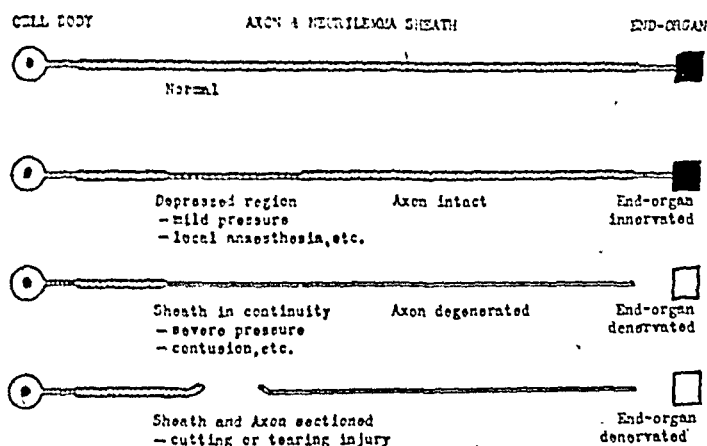 CELL BODY AXON & NEURILEMMA SHEATH END-ORGAN
Normal
Depressed region Axon intact End-organ
—mild pressure innervated
—local anaesthesia, etc.
Sheath in continuity Axon degenerated End-organ
—severe pressure denervated
—contusion, etc.
Sheath and Axon sectioned End-organ
—cutting or tearing injury denervated